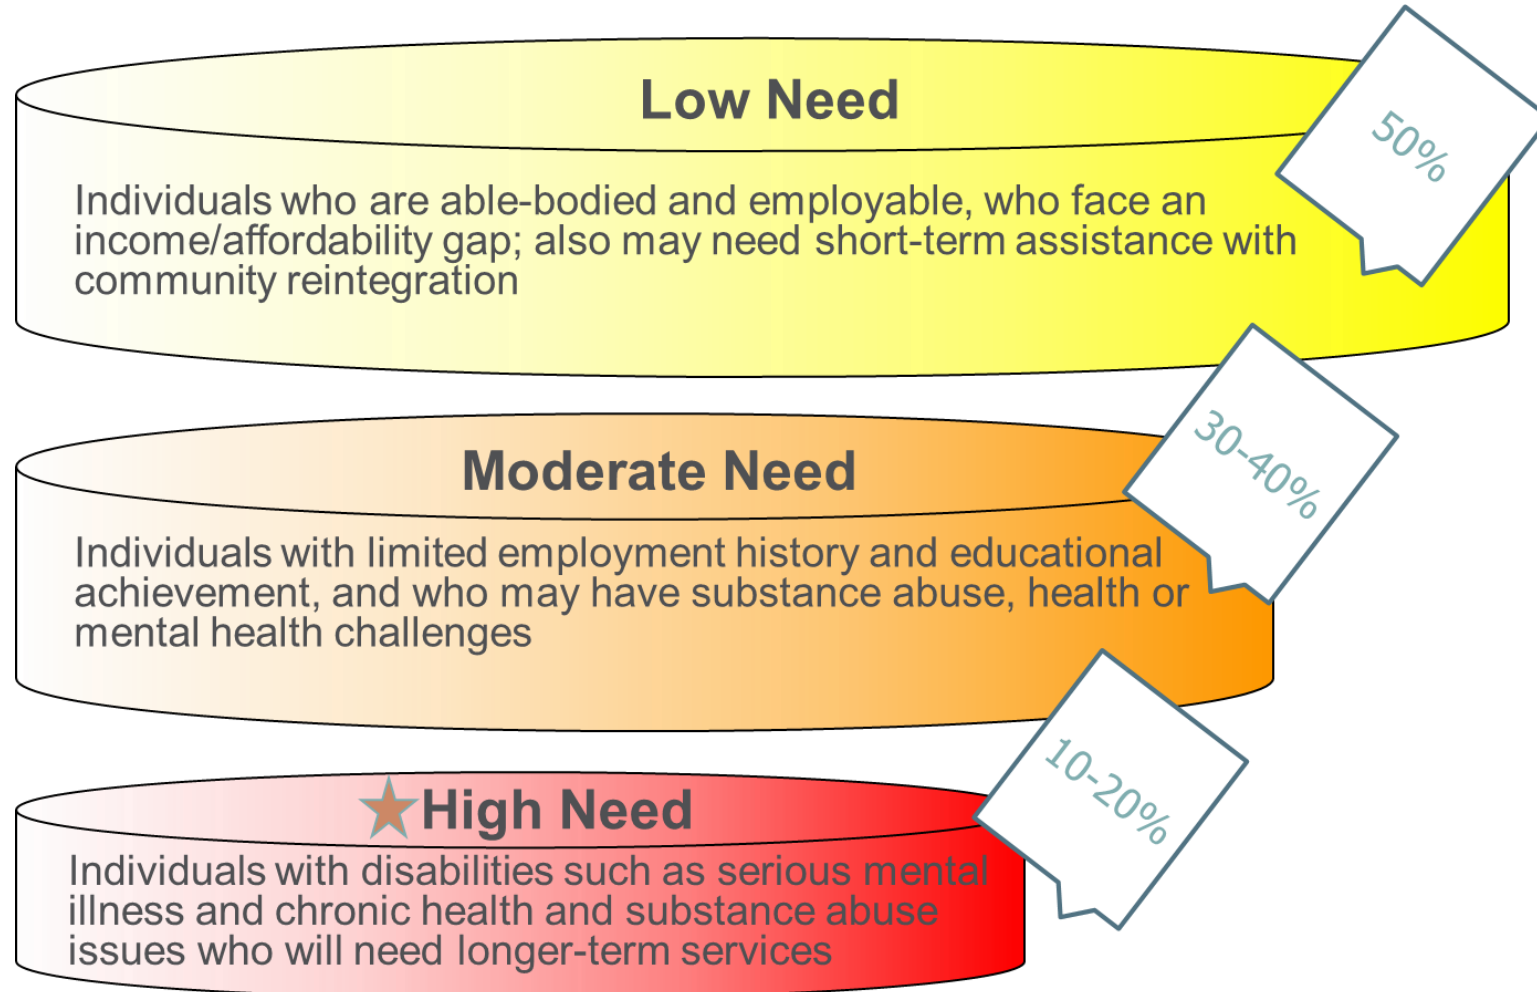 Low Need
50%
Individuals who are able-bodied and employable, who face an
income/affordability gap; also may need short-term assistance with
community reintegration
Moderate Need
30-40%
Individuals with limited employment history and educational
achievement, and who may have substance abuse, health or
mental health challenges
High Need
10-20%
Individuals with disabilities such as serious mental
illness and chronic health and substance abuse
issues who will need longer-term services